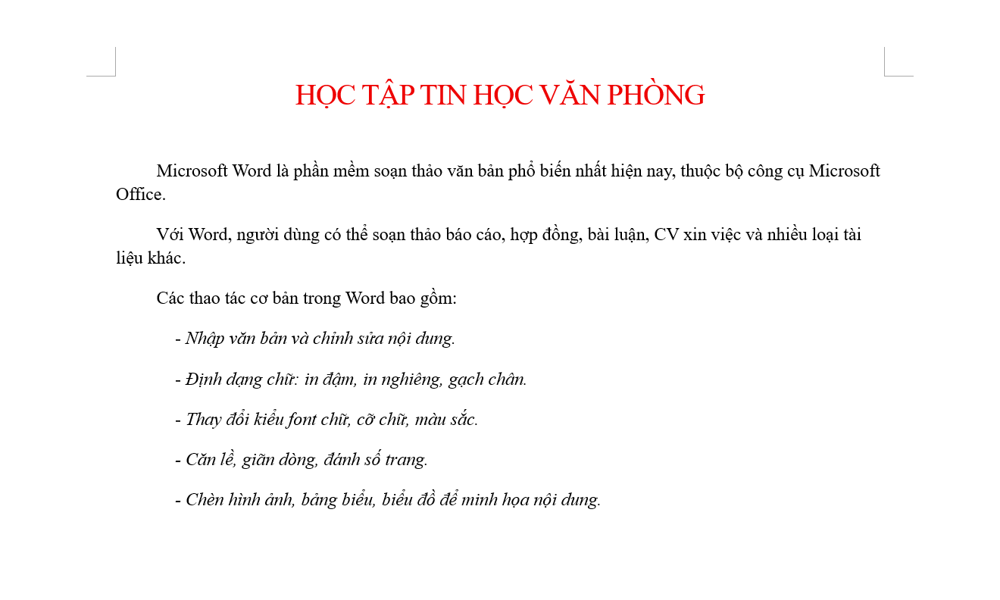 HỌC TẬP TIN HỌC VĂN PHÒNG
Microsoft Word là phần mềm soạn thảo văn bản phổ biến nhất hiện nay, thuộc bộ công cụ Microsoft
Office.
Với Word, người dùng có thể soạn thảo báo cáo, hợp đồng, bài luận, CV xin việc và nhiều loại tài
liệu khác.
Các thao tác cơ bản trong Word bao gồm:
- Nhập văn bản và chỉnh sửa nội dung.
- Định dạng chữ: in đậm, in nghiêng, gạch chân.
- Thay đổi kiểu font chữ, cỡ chữ, màu sắc.
- Căn lề, giãn dòng, đánh số trang.
- Chèn hình ảnh, bảng biểu, biểu đồ để minh họa nội dung.